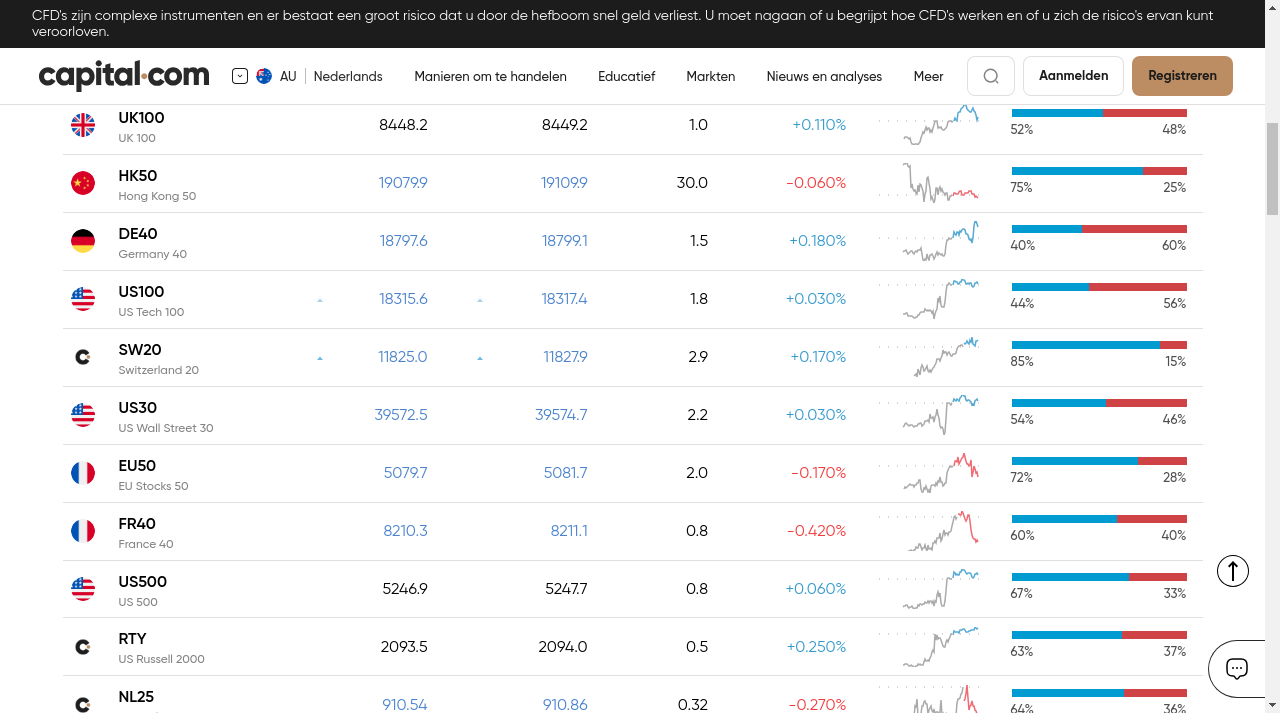 CFD's zijn complexe instrumenten en er bestaat een groot risico dat u door de hefboom snel geld verliest. U moet nagaan of u begrijpt hoe CFD's werken en of u zich de risico's ervan kunt
veroorloven.
capital.com AU Nederlands Manieren om te handelen Educatief Markten Nieuws en analyses Meer Aanmelden Registreren
UK100 8448.2 8449.2 1.0 +0.110%
UK 100 52% 48%
HK50 19079.9 19109.9 30.0 -0.060%
Hong Kong 50 75% 25%
DE40 18797.6 18799.1 1.5 +0.180%
Germany 40 40% 60%
US100 18315.6 18317.4 1.8 +0.030%
US Tech 100 44% 56%
SW20 11825.0 11827.9 2.9 +0.170%
Switzerland 20 85% 15%
US30 39572.5 39574.7 2.2 +0.030%
US Wall Street 30 54% 46%
EU50 5079.7 5081.7 2.0 -0.170%
EU Stocks 50 72% 28%
FR40 8210.3 8211.1 0.8 -0.420%
France 40 60% 40%
US500 5246.9 5247.7 0.8 +0.060%
US 500 67% 33%
RTY 2093.5 2094.0 0.5 +0.250%
US Russell 2000 63% 37%
NL25 910.54 910.86 0.32 -0.270%
64% 36%